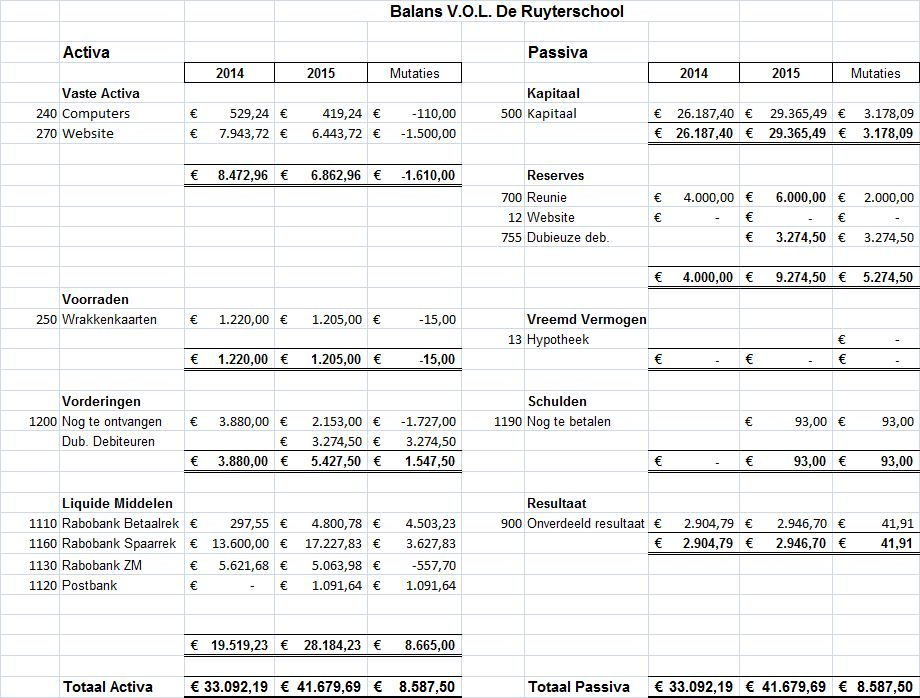 Balans V.O.L. De Ruyterschool
Activa Passiva
2014 2015 Mutaties 2014 2015 Mutaties
Vaste Activa Kapitaal
240 Computers € 529,24 € 419,24 € -110,00 500 Kapitaal € 26.187,40 € 29.365,49 € 3.178,09
270 Website € 7.943,72 € 6.443,72 € -1.500,00 € 26.187,40 € 29.365,49 € 3.178,09
€ 8.472,96 € 6.862,96 € -1.610,00 Reserves
700 Reunie € 4.000,00 € 6.000,00 € 2.000,00
12 Website € - € - € -
755 Dubieuze deb. € 3.274,50 € 3.274,50
€ 4.000,00 € 9.274,50 € 5.274,50
Voorraden
250 Wrakkenkaarten € 1.220,00 € 1.205,00 € -15,00 Vreemd Vermogen
13 Hypotheek € -
€ 1.220,00 € 1.205,00 € -15,00 € - € - € -
Vorderingen Schulden
1200 Nog te ontvangen € 3.880,00 € 2.153,00 € -1.727,00 1190 Nog te betalen € 93,00 € 93,00
Dub. Debiteuren € 3.274,50 € 3.274,50
€ 3.880,00 € 5.427,50 € 1.547,50 € - € 93,00 € 93,00
Liquide Middelen Resultaat
1110 Rabobank Betaalrek € 297,55 € 4.800,78 € 4.503,23 900 Onverdeeld resultaat € 2.904,79 € 2.946,70 € 41,91
1160 Rabobank Spaarrek € 13.600,00 € 17.227,83 € 3.627,83 € 2.904,79 € 2.946,70 € 41,91
1130 Rabobank ZM € 5.621,68 € 5.063,98 € -557,70
1120 Postbank € - € 1.091,64 € 1.091,64
€ 19.519,23 € 28.184,23 € 8.665,00
Totaal Activa € 33.092,19 € 41.679,69 € 8.587,50 Totaal Passiva € 33.092,19 € 41.679,69 € 8.587,50